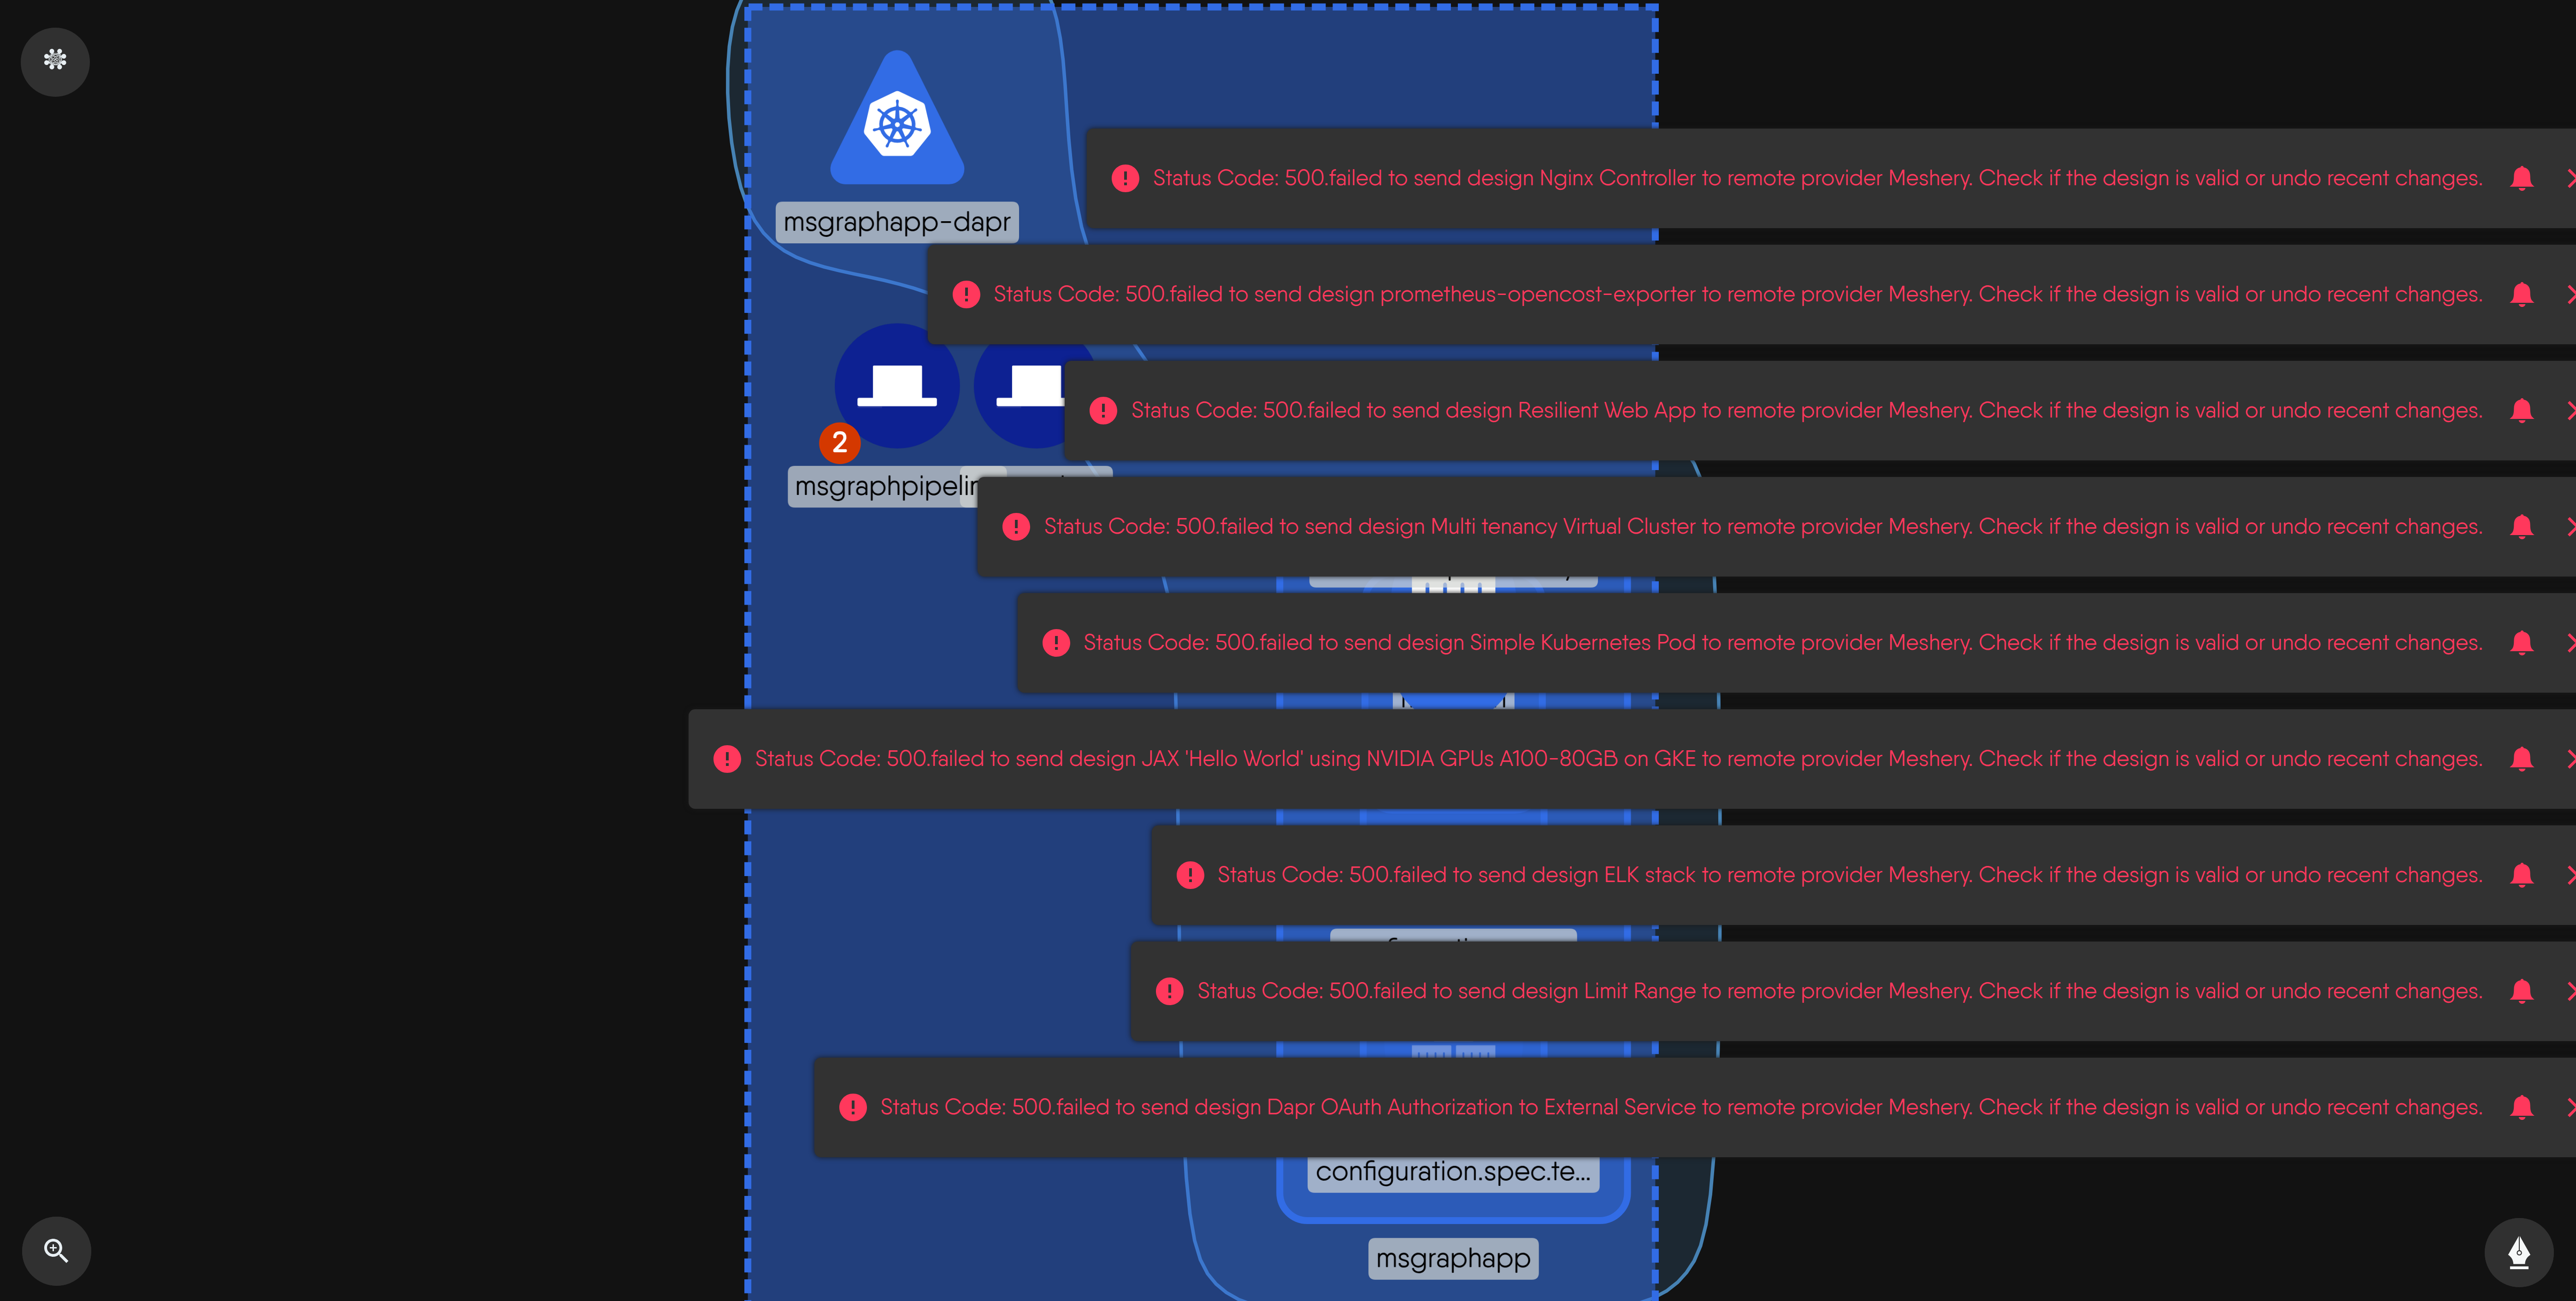 msgraphapp-dapr
Status Code: 500.failed to send design Nginx Controller to remote provider Meshery. Check if the design is valid or undo recent changes.
Status Code: 500.failed to send design prometheus-opencost-exporter to remote provider Meshery. Check if the design is valid or undo recent changes.
Status Code: 500.failed to send design Resilient Web App to remote provider Meshery. Check if the design is valid or undo recent changes.
2
Status Code: 500.failed to send design Multi tenancy Virtual Cluster to remote provider Meshery. Check if the design is valid or undo recent changes.
Status Code: 500.failed to send design Simple Kubernetes Pod to remote provider Meshery. Check if the design is valid or undo recent changes.
Status Code: 500.failed to send design JAX 'Hello World' using NVIDIA GPUs A100-80GB on GKE to remote provider Meshery. Check if the design is valid or undo recent changes.
Status Code: 500.failed to send design ELK stack to remote provider Meshery. Check if the design is valid or undo recent changes.
Status Code: 500.failed to send design Limit Range to remote provider Meshery. Check if the design is valid or undo recent changes.
Status Code: 500.failed to send design Dapr OAuth Authorization to External Service to remote provider Meshery. Check if the design is valid or undo recent changes.
configuration.spec.te...
msgraphapp